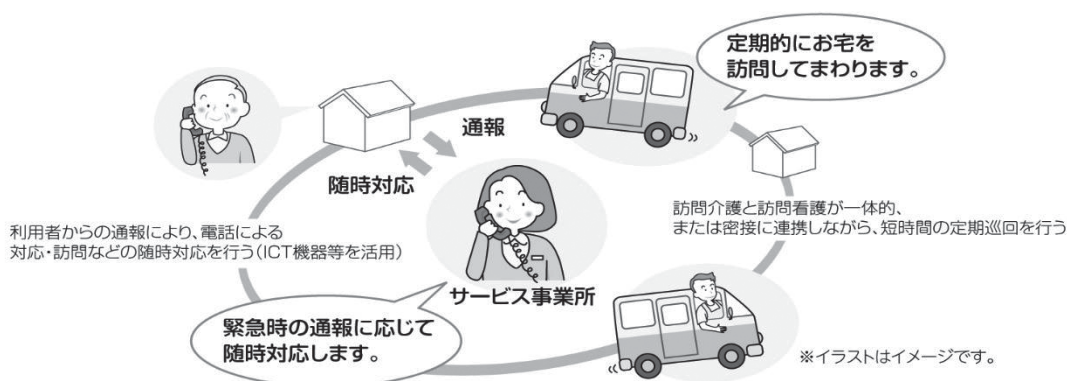 定期的にお宅を
訪問してまわります。
通報
随時対応
利用者からの通報により、電話による
対応・訪問などの随時対応を行う(ICT機器等を活用)
訪問介護と訪問看護が一体的、
または密接に連携しながら、短時間の定期巡回を行う
サービス事業所
緊急時の通報に応じて
随時対応します。
※イラストはイメージです。